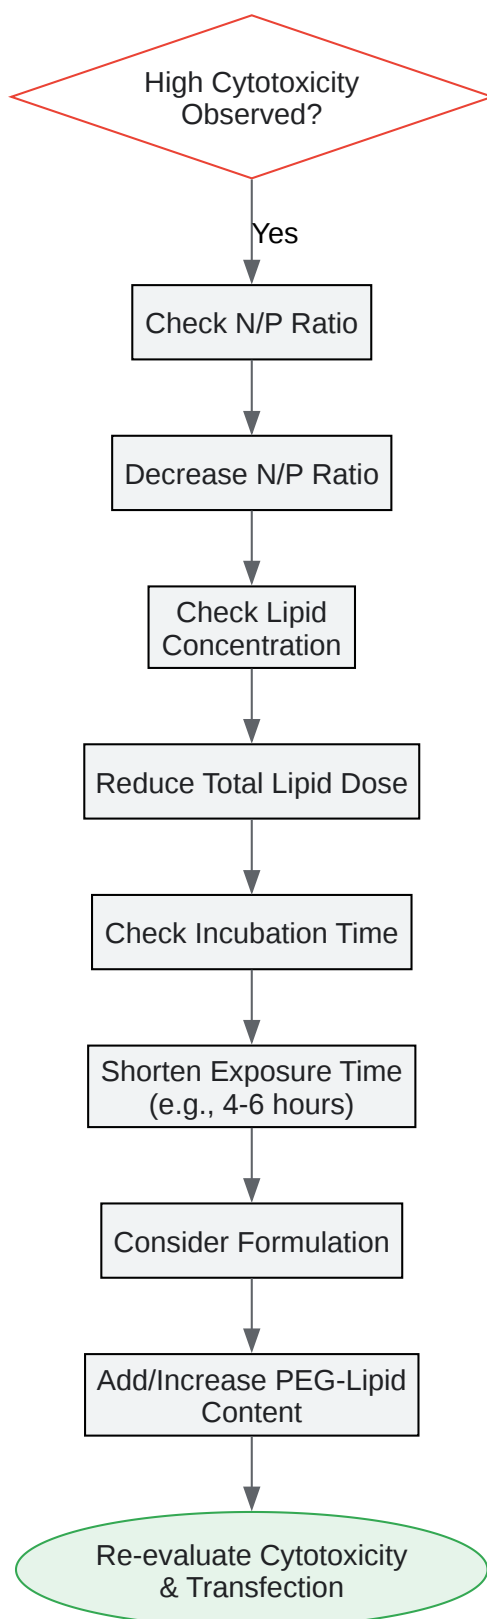 High Cytotoxicity
Observed?
Yes
Check N/P Ratio
Decrease N/P Ratio
Check Lipid
Concentration
Reduce Total Lipid Dose
Check Incubation Time
Shorten Exposure Time
(e.g., 4-6 hours)
Consider Formulation
Add/Increase PEG-Lipid
Content
Re-evaluate Cytotoxicity
& Transfection